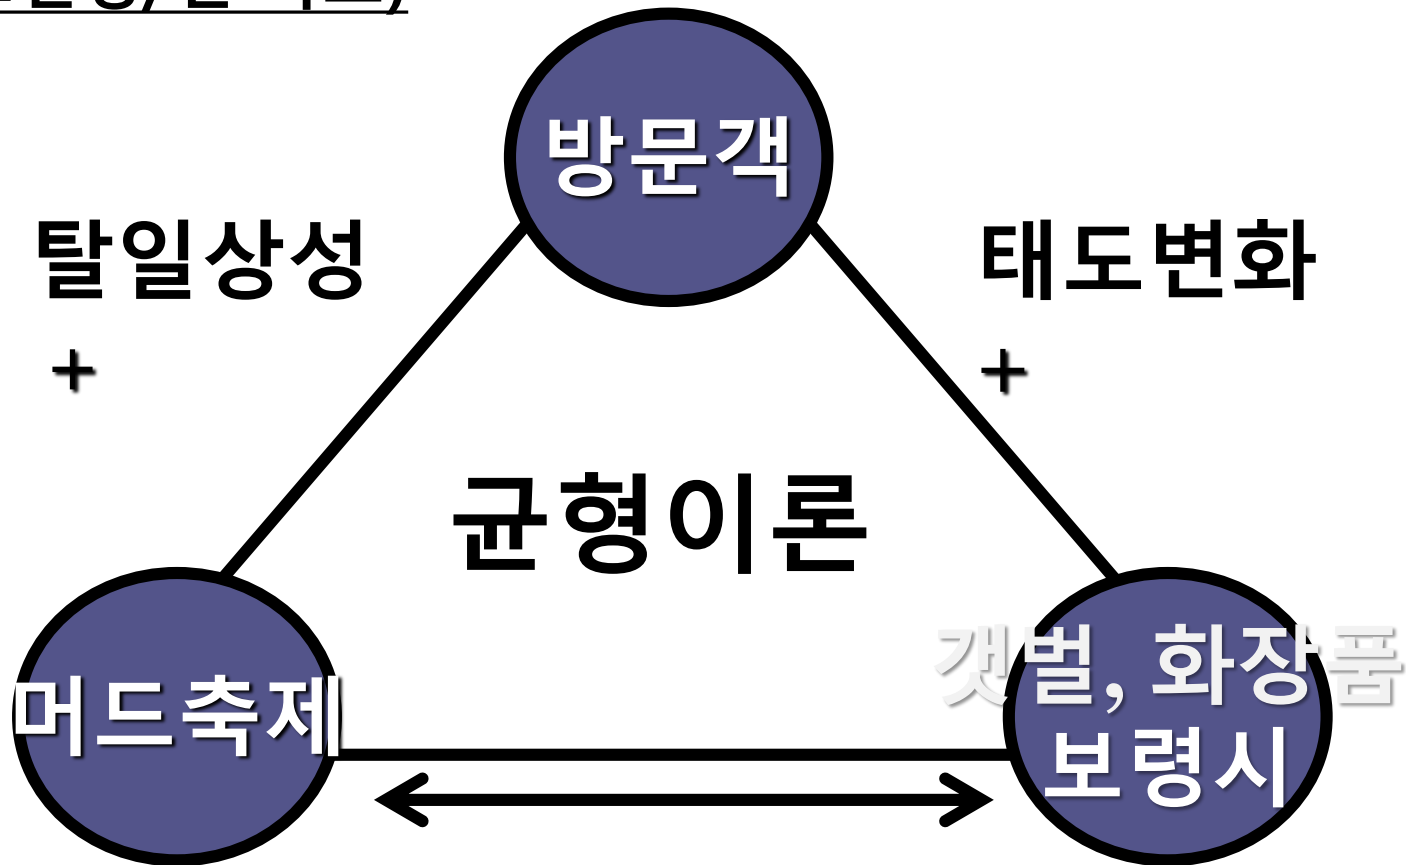 방문객
탈일상성
태도변화
+
+
균형이론
머드축제
갯벌, 화장품
보령시